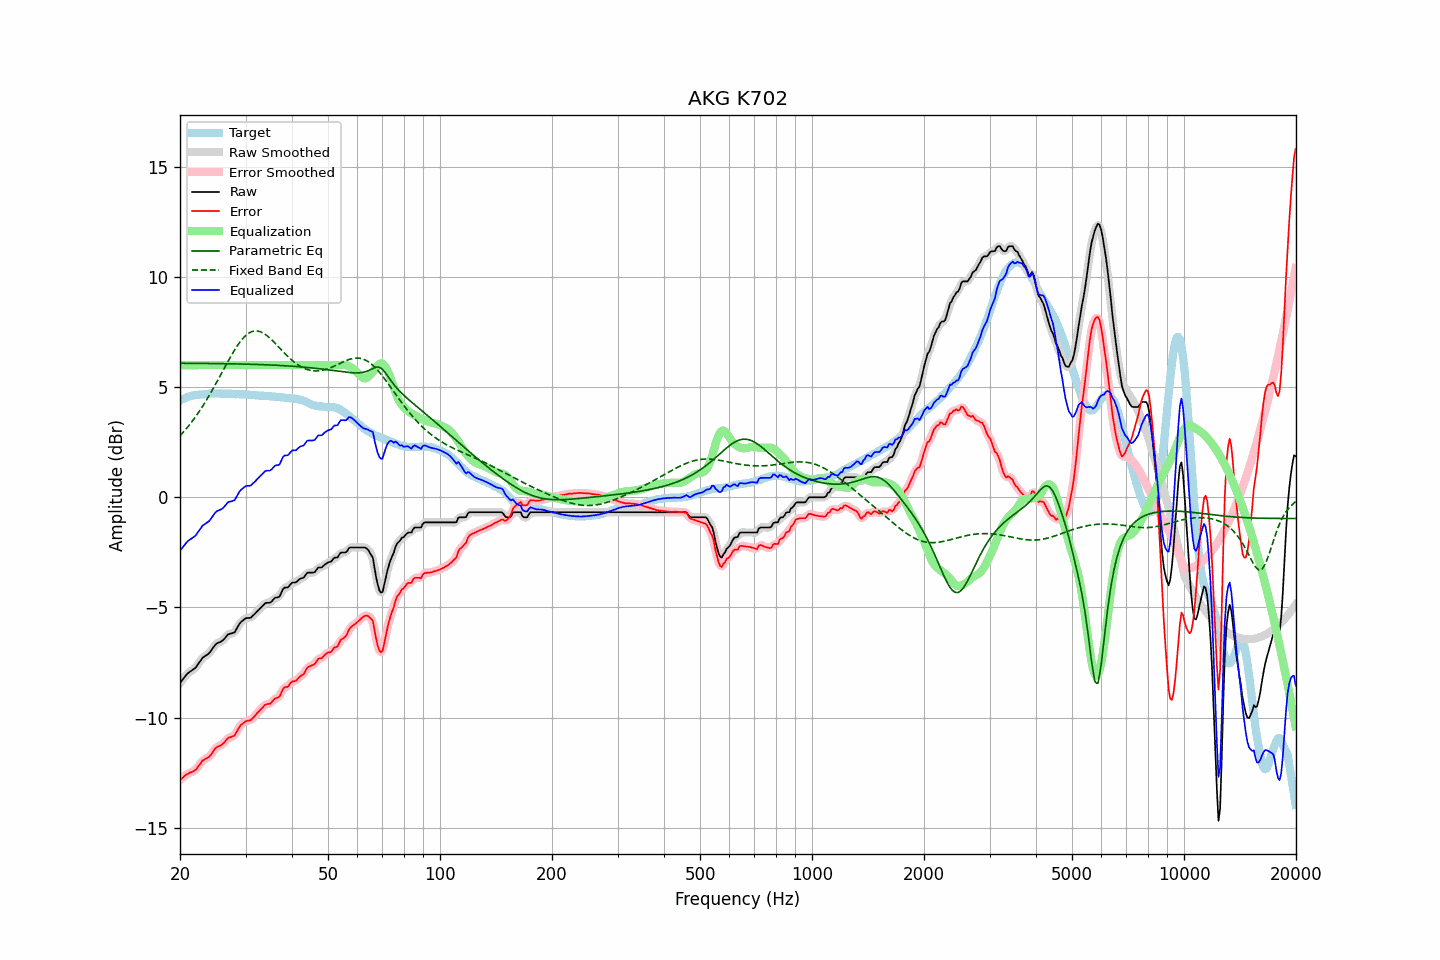 AKG K702
Target
Raw Smoothed
Error Smoothed
Raw
Error
Equalization
Parametric Eq
Fixed Band Eq
Equalized
Amplitude (dBr)
15
10
5
0
−5
−10
−15
20 50 100 200 500 1000 2000 5000 10000 20000
Frequency (Hz)